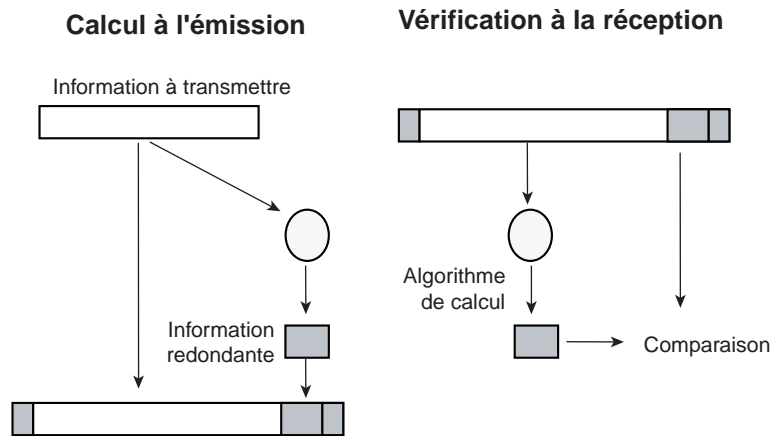 Calcul à l'émission
Vérification à la réception
Information à transmettre
Algorithme
de calcul
Information
redondante
Comparaison